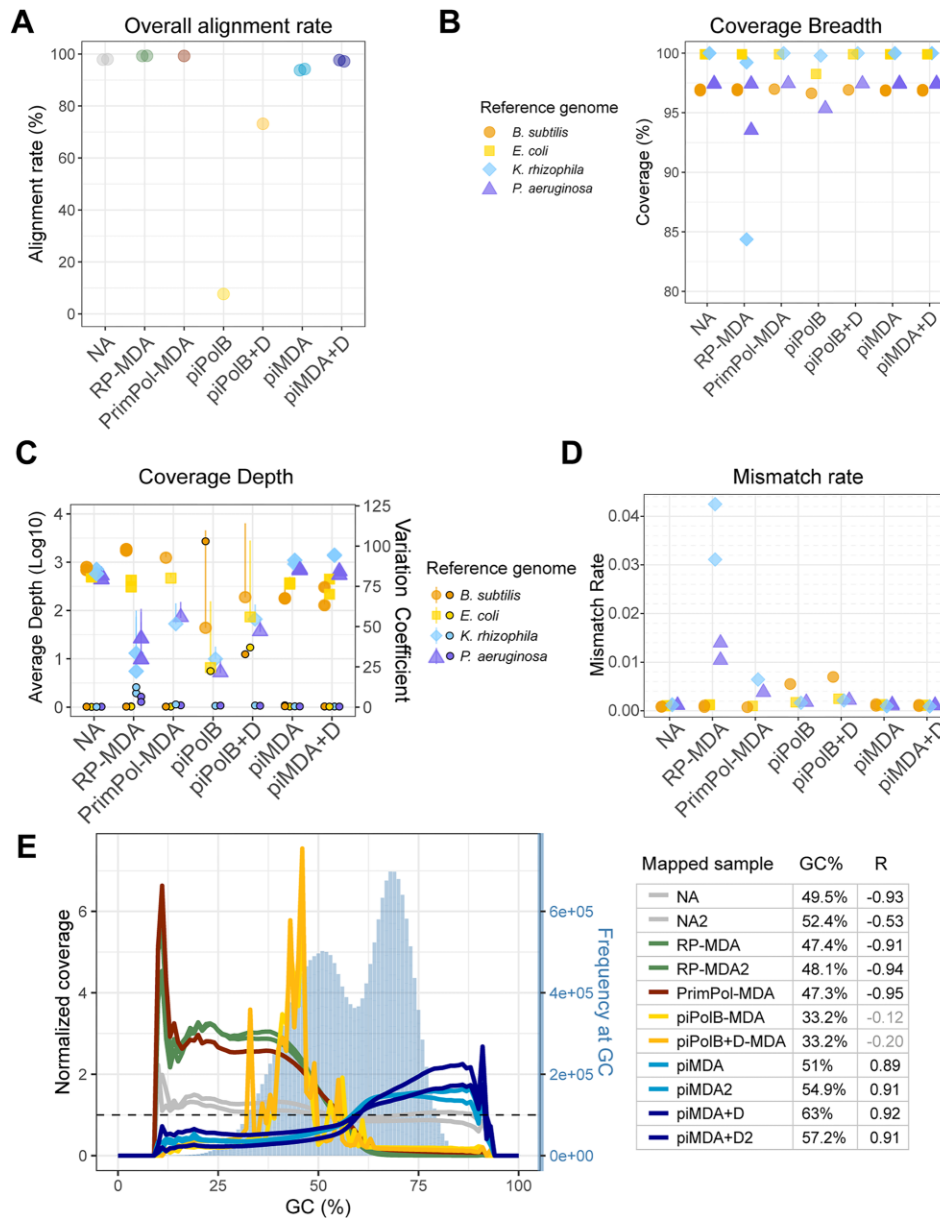 A
Overall alignment rate
Alignment rate (%)
100
80
60
40
20
0
NA
RP-MDA
PrimPol-MDA
piPolB
piPolB+D
piMDA
piMDA+D
B
Coverage Breadth
Reference genome
B. subtilis
E. coli
K. rhizophila
P. aeruginosa
Coverage (%)
100
95
90
85
80
NA
RP-MDA
PrimPol-MDA
piPolB
piPolB+D
piMDA
piMDA+D
C
Coverage Depth
Average Depth (Log10)
4
3
2
1
0
125
100
75
50
25
0
Variation Coefficient
NA
RP-MDA
PrimPol-MDA
piPolB
piPolB+D
piMDA
piMDA+D
Reference genome
B. subtilis
E. coli
K. rhizophila
P. aeruginosa
D
Mismatch rate
Mismatch Rate
0.04
0.03
0.02
0.01
0.00
NA
RP-MDA
PrimPol-MDA
piPolB
piPolB+D
piMDA
piMDA+D
E
Normalized coverage
6
4
2
0
0
25
50
75
100
GC (%)
6e+05
4e+05
2e+05
0e+00
Frequency at GC
Mapped sample GC% R
NA 49.5% -0.93
NA2 52.4% -0.53
RP-MDA 47.4% -0.91
RP-MDA2 48.1% -0.94
PrimPol-MDA 47.3% -0.95
piPolB-MDA 33.2% -0.12
piPolB+D-MDA 33.2% -0.20
piMDA 51% 0.89
piMDA2 54.9% 0.91
piMDA+D 63% 0.92
piMDA+D2 57.2% 0.91